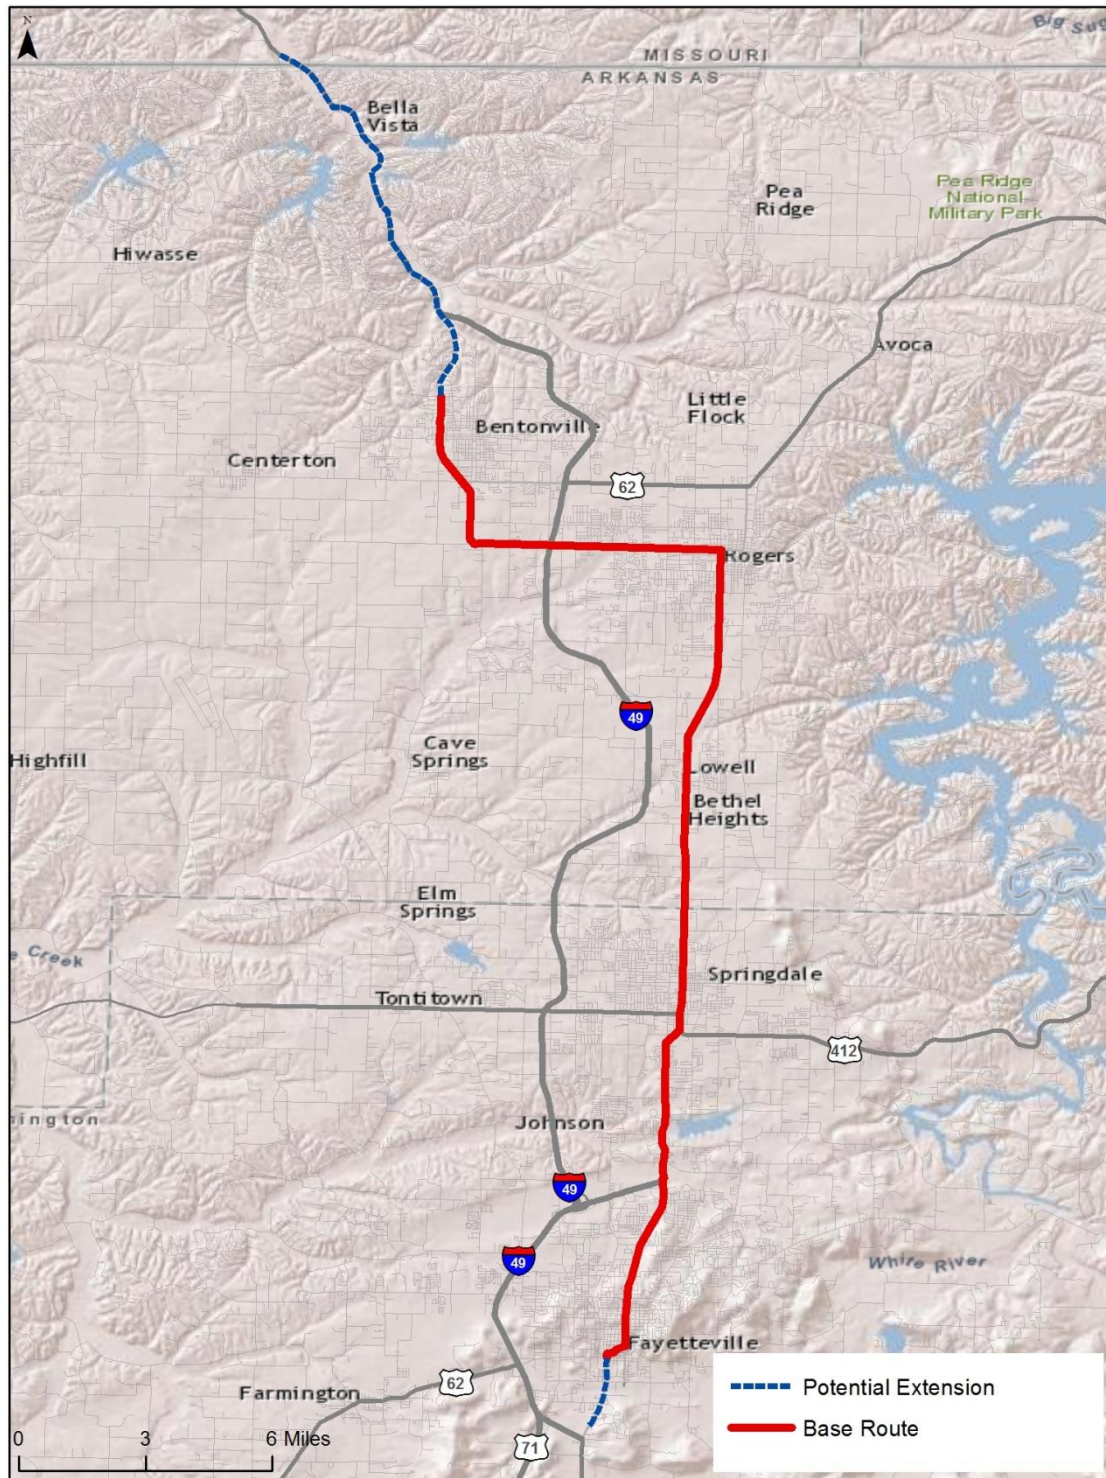 N
Big Sug
MISSOURI
ARKANSAS
Bella
Vista
Pea Ridge
National
Military Park
Pea
Ridge
Hiwasse
Avoca
Little
Flock
Bentonville
Centerton
62
Rogers
49
Highfill
Cave
Springs
Lowell
Bethel
Heights
Elm
Springs
e Creek
Springdale
Tontitown
412
ington
Johnson
49
49
White River
Fayetteville
62
Farmington
71
Potential Extension
Base Route
0 3 6 Miles